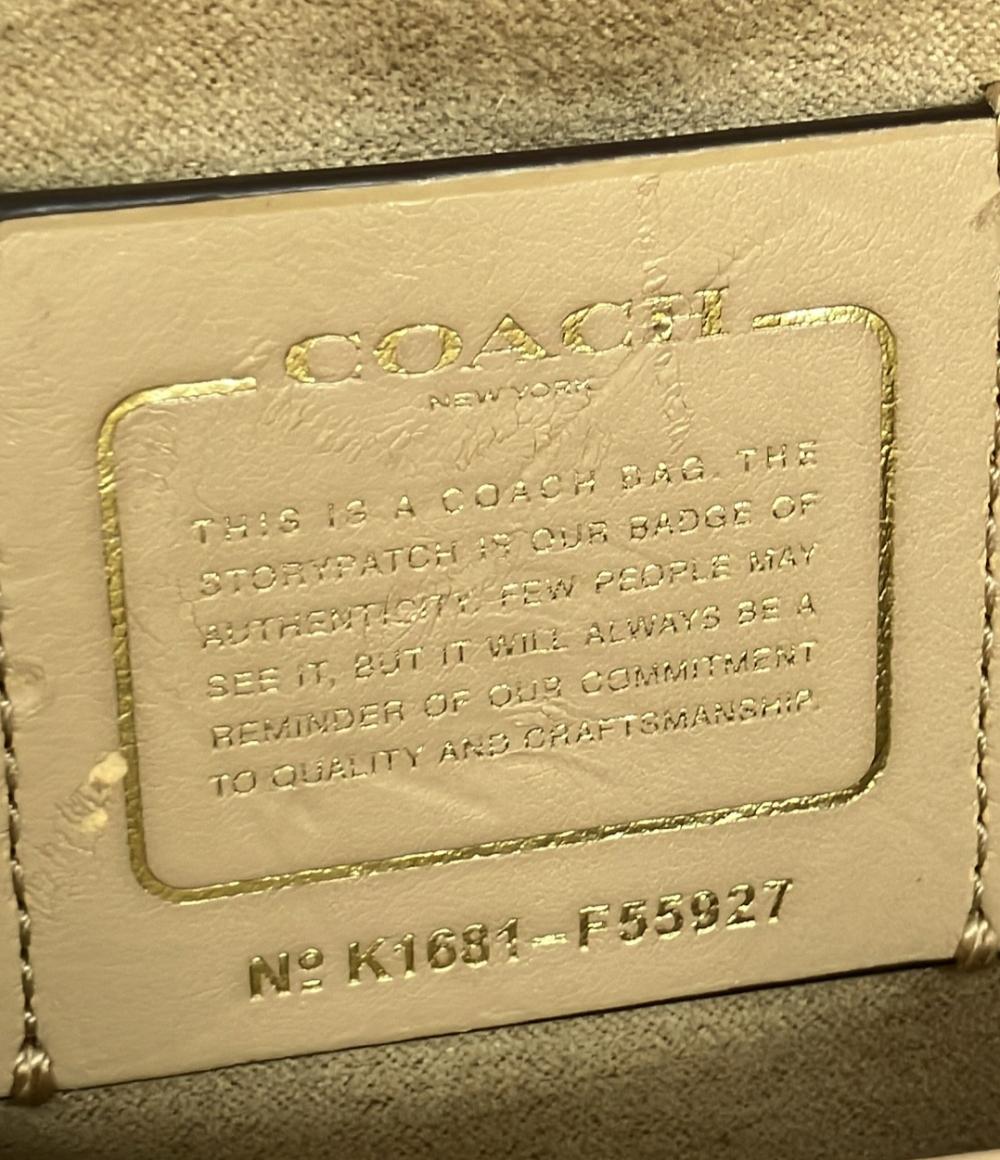 COACH
NEW YORK
THIS IS A COACH BAG. THE
STORYPATCH IS OUR BADGE OF
AUTHENTICITY. FEW PEOPLE MAY
SEE IT, BUT IT WILL ALWAYS BE A
REMINDER OF OUR COMMITMENT
TO QUALITY AND CRAFTSMANSHIP.
Nº K1681-F55927